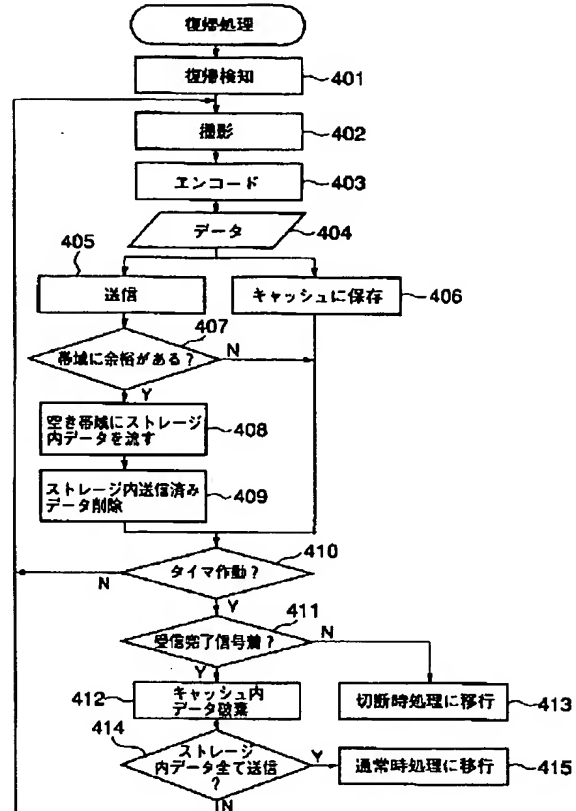 復帰処理
復帰検知
401
撮影
402
エンコード
403
データ
404
405
送信
キャッシュに保存
406
407
帯域に余裕がある?
N
Y
空き帯域にストレージ
内データを流す
408
ストレージ内送信済み
データ削除
409
410
タイマ作動?
N
Y
411
受信完了信号着?
N
Y
412
キャッシュ内
データ破棄
切断時処理に移行
413
414
ストレージ
内データ全て送信
?
Y
通常時処理に移行
415
N